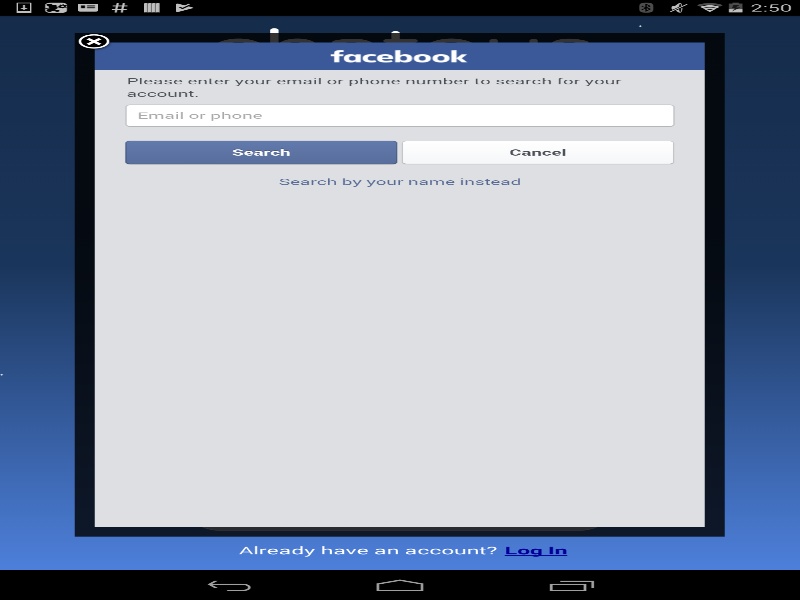 2:50
facebook
Please enter your email or phone number to search for your
account.
Email or phone
Search Cancel
Search by your name instead
Already have an account? Log In